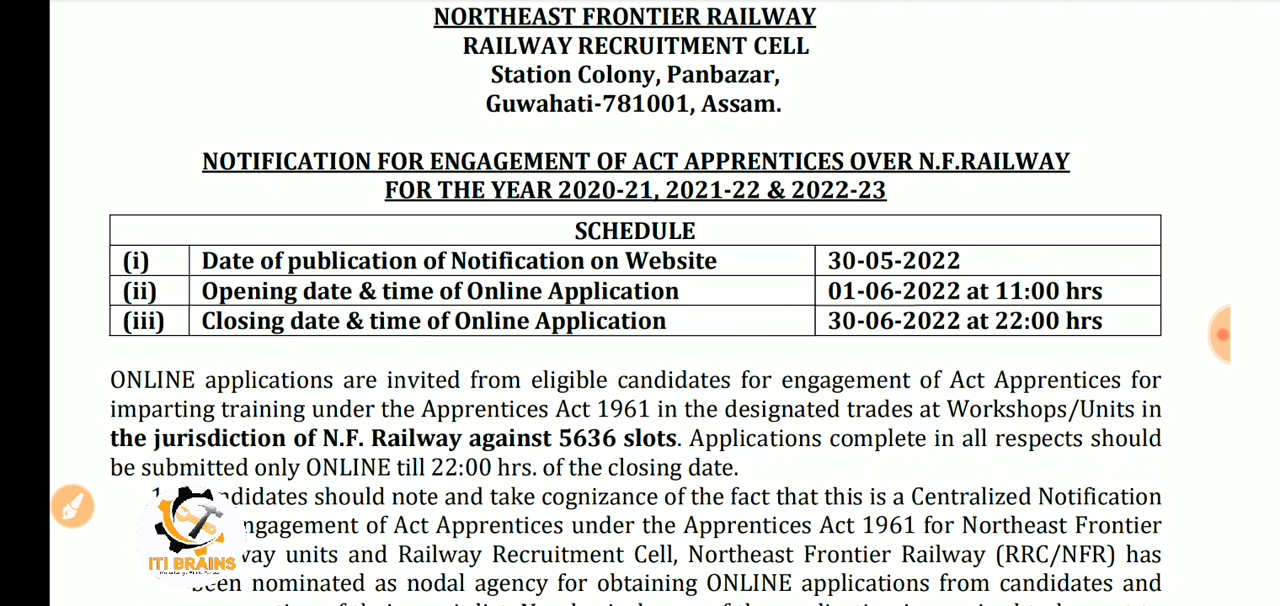 NORTHEAST FRONTIER RAILWAY
RAILWAY RECRUITMENT CELL
Station Colony, Panbazar,
Guwahati-781001, Assam.
NOTIFICATION FOR ENGAGEMENT OF ACT APPRENTICES OVER N.F.RAILWAY
FOR THE YEAR 2020-21, 2021-22 & 2022-23
SCHEDULE
(i) Date of publication of Notification on Website 30-05-2022
(ii) Opening date & time of Online Application 01-06-2022 at 11:00 hrs
(iii) Closing date & time of Online Application 30-06-2022 at 22:00 hrs
ONLINE applications are invited from eligible candidates for engagement of Act Apprentices for
imparting training under the Apprentices Act 1961 in the designated trades at Workshops/Units in
the jurisdiction of N.F. Railway against 5636 slots. Applications complete in all respects should
be submitted only ONLINE till 22:00 hrs. of the closing date.
should note and take cognizance of the fact that this is a Centralized Notification
of Act Apprentices under the Apprentices Act 1961 for Northeast Frontier
units and Railway Recruitment Cell, Northeast Frontier Railway (RRC/NFR) has
been nominated as nodal agency for obtaining ONLINE applications from candidates and
ITI BRAINS